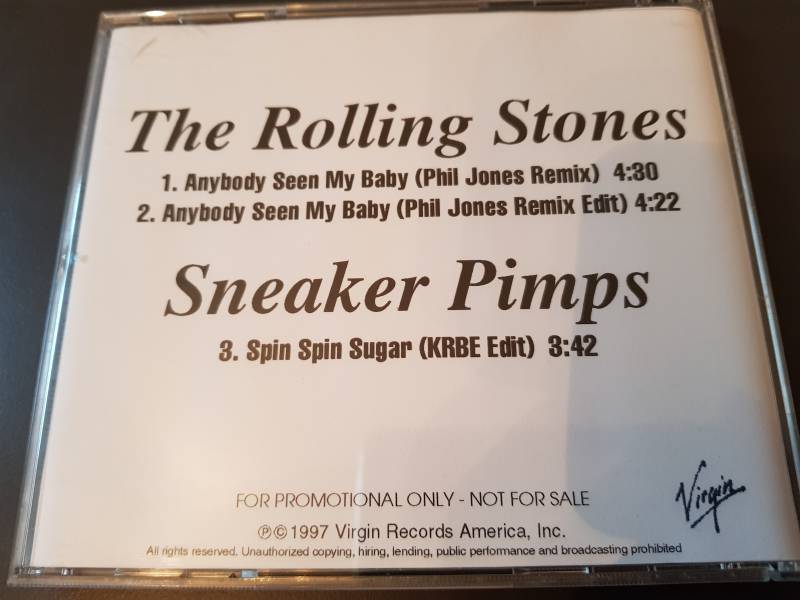 The Rolling Stones
1. Anybody Seen My Baby (Phil Jones Remix) 4:30
2. Anybody Seen My Baby (Phil Jones Remix Edit) 4:22
Sneaker Pimps
3. Spin Spin Sugar (KRBE Edit) 3:42
FOR PROMOTIONAL ONLY - NOT FOR SALE
Virgin
℗©1997 Virgin Records America, Inc.
All rights reserved. Unauthorized copying, hiring, lending, public performance and broadcasting prohibited